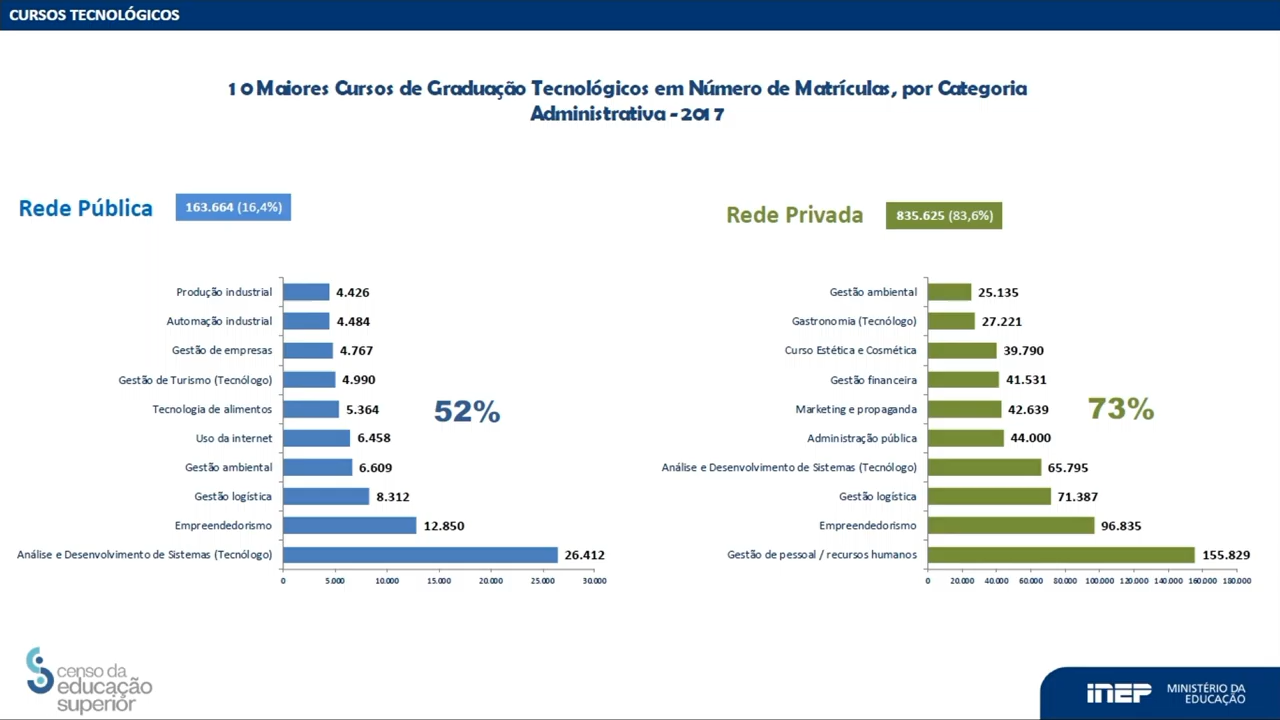 CURSOS TECNOLÓGICOS
10 Maiores Cursos de Graduação Tecnológicos em Número de Matrículas, por Categoria
Administrativa - 2017
Rede Pública
163.664 (16,4%)
Produção industrial 4.426
Automação industrial 4.484
Gestão de empresas 4.767
Gestão de Turismo (Tecnólogo) 4.990
Tecnologia de alimentos 5.364
Uso da internet 6.458
Gestão ambiental 6.609
Gestão logística 8.312
Empreendedorismo 12.850
Análise e Desenvolvimento de Sistemas (Tecnólogo) 26.412
0 5.000 10.000 15.000 20.000 25.000 30.000
52%
Rede Privada
835.625 (83,6%)
Gestão ambiental 25.135
Gastronomia (Tecnólogo) 27.221
Curso Estética e Cosmética 39.790
Gestão financeira 41.531
Marketing e propaganda 42.639
Administração pública 44.000
Análise e Desenvolvimento de Sistemas (Tecnólogo) 65.795
Gestão logística 71.387
Empreendedorismo 96.835
Gestão de pessoal / recursos humanos 155.829
0 20.000 40.000 60.000 80.000 100.000 120.000 140.000 160.000 180.000
73%
censo da
educação
superior
INEP
MINISTÉRIO DA
EDUCAÇÃO